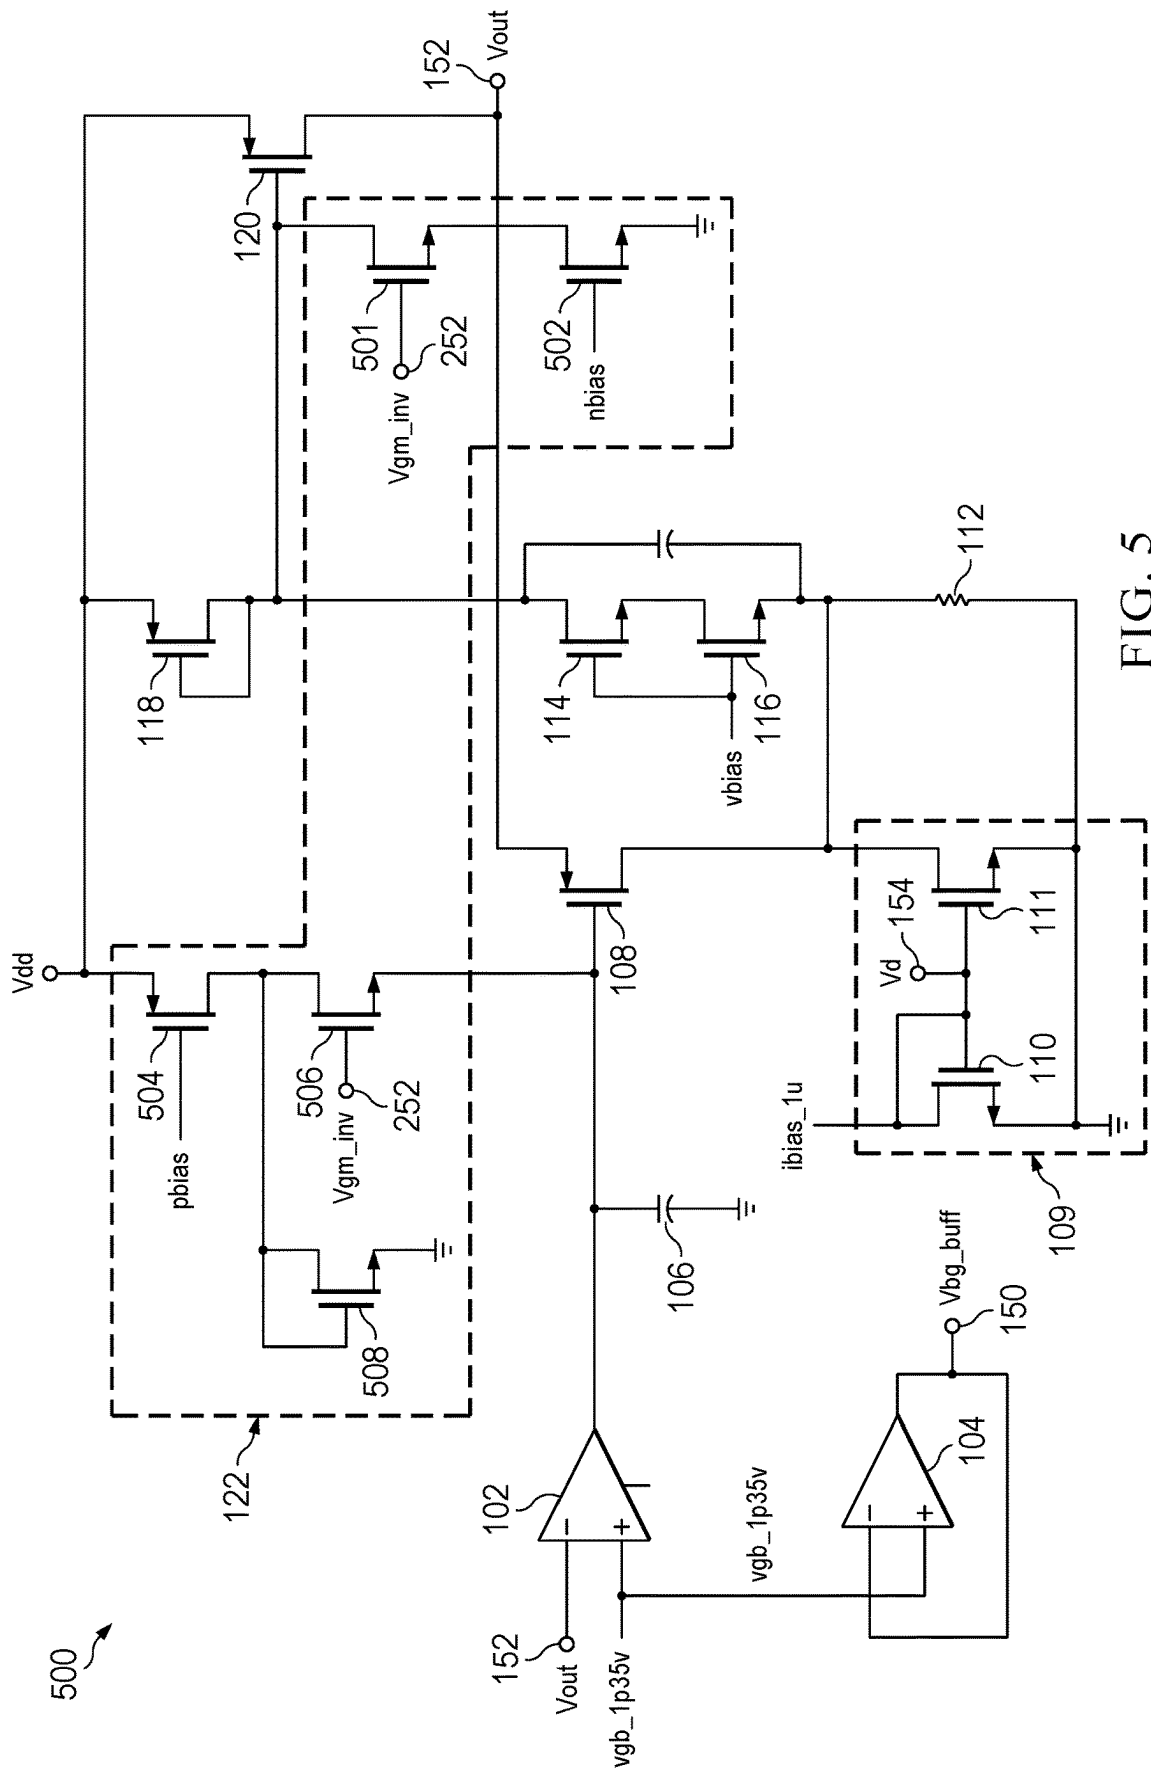 500
Vdd
118
120
152
Vout
504
pbias
506
Vgm_inv
252
508
122
501
Vgm_inv
252
502
nbias
114
116
vbias
108
112
102
152
Vout
vgb_1p35v
vgb_1p35v
106
104
Vbg_buff
150
ibias_1u
Vd
154
110
111
109
−
+
−
+
FIG. 5